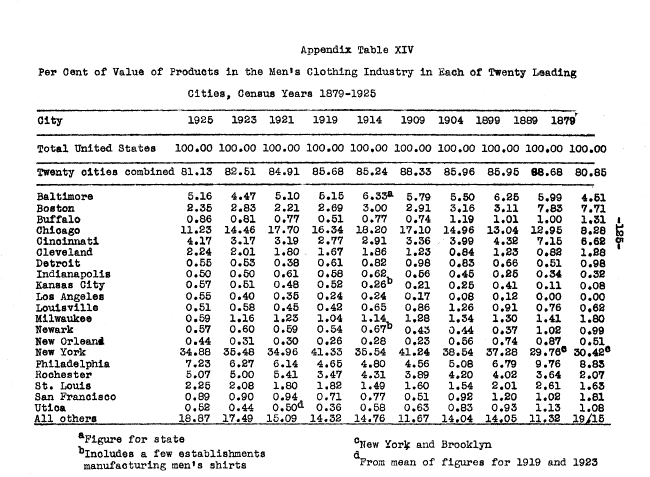 Appendix Table XIV
Per Cent of Value of Products in the Men's Clothing Industry in Each of Twenty Leading
Cities, Census Years 1879-1925
City 1925 1923 1921 1919 1914 1909 1904 1899 1889 1879
Total United States 100.00 100.00 100.00 100.00 100.00 100.00 100.00 100.00 100.00 100.00
Twenty cities combined 81.13 82.51 84.91 85.68 85.24 88.33 85.96 85.95 88.68 80.85
Baltimore 5.16 4.47 5.10 5.15 6.33a 5.79 5.50 6.25 5.99 4.51
Boston 2.35 2.83 2.21 2.69 3.00 2.91 3.16 3.11 7.83 7.71
Buffalo 0.86 0.81 0.77 0.51 0.77 0.74 1.19 1.01 1.00 1.31
Chicago 11.23 14.46 17.70 16.34 18.20 17.10 14.96 13.04 12.95 8.28
Cincinnati 4.17 3.17 3.19 2.77 2.91 3.36 3.99 4.32 7.15 6.62
Cleveland 2.24 2.01 1.80 1.67 1.86 1.23 0.84 1.23 0.82 1.28
Detroit 0.55 0.53 0.38 0.61 0.82 0.98 0.83 0.66 0.51 0.98
Indianapolis 0.50 0.50 0.61 0.58 0.62 0.56 0.45 0.25 0.34 0.32
Kansas City 0.57 0.51 0.48 0.52 0.26b 0.21 0.25 0.41 0.11 0.08
Los Angeles 0.55 0.40 0.35 0.24 0.24 0.17 0.08 0.12 0.00 0.00
Louisville 0.51 0.58 0.45 0.42 0.65 0.86 1.26 0.91 0.76 0.62
Milwaukee 0.59 1.16 1.23 1.04 1.14 1.28 1.34 1.30 1.41 1.80
Newark 0.57 0.60 0.59 0.54 0.67b 0.43 0.44 0.37 1.02 0.99
New Orleans 0.44 0.31 0.30 0.26 0.28 0.23 0.56 0.74 0.87 0.51
New York 34.88 35.48 34.96 41.33 35.54 41.24 38.54 37.28 29.76c 30.42c
Philadelphia 7.23 6.27 6.14 4.65 4.80 4.56 5.08 6.79 9.76 8.83
Rochester 5.07 5.00 5.41 3.47 4.31 3.89 4.20 4.02 3.64 2.07
St. Louis 2.25 2.08 1.80 1.82 1.49 1.60 1.54 2.01 2.61 1.63
San Francisco 0.89 0.90 0.94 0.71 0.77 0.51 0.92 1.20 1.02 1.81
Utica 0.52 0.44 0.50d 0.36 0.58 0.63 0.83 0.93 1.13 1.08
All others 18.87 17.49 15.09 14.32 14.76 11.67 14.04 14.05 11.32 19/15
aFigure for state
bIncludes a few establishments
manufacturing men's shirts
cNew York and Brooklyn
dFrom mean of figures for 1919 and 1923
-125-